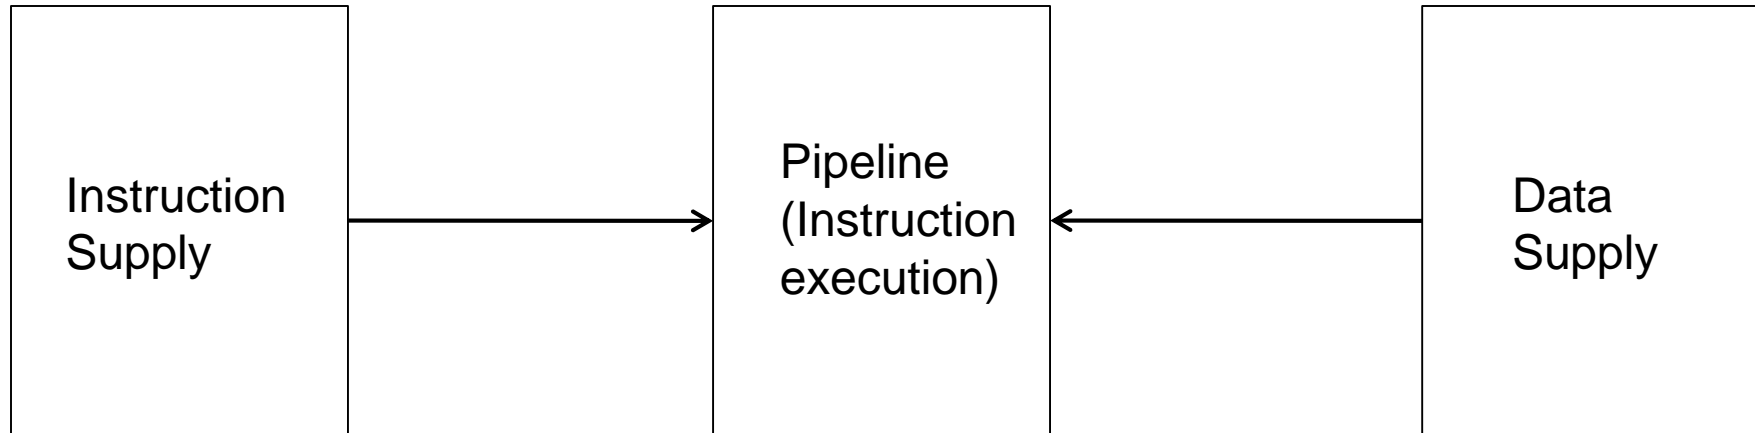 Instruction
Supply
Pipeline
(Instruction
execution)
Data
Supply